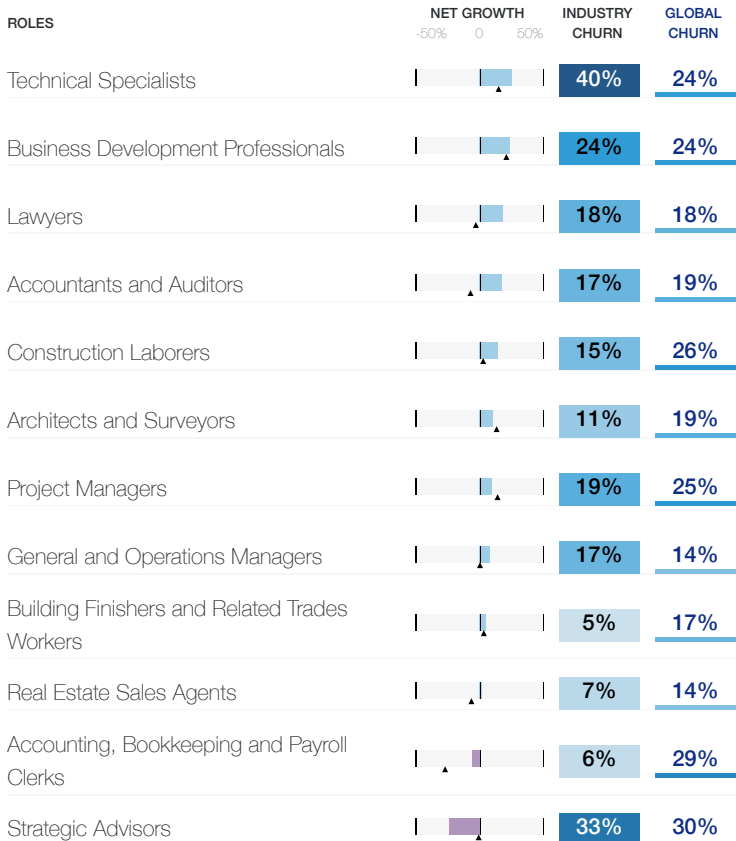 ROLES NET GROWTH INDUSTRY CHURN GLOBAL CHURN
-50% 0 50%
Technical Specialists 40% 24%
Business Development Professionals 24% 24%
Lawyers 18% 18%
Accountants and Auditors 17% 19%
Construction Laborers 15% 26%
Architects and Surveyors 11% 19%
Project Managers 19% 25%
General and Operations Managers 17% 14%
Building Finishers and Related Trades
Workers 5% 17%
Real Estate Sales Agents 7% 14%
Accounting, Bookkeeping and Payroll
Clerks 6% 29%
Strategic Advisors 33% 30%